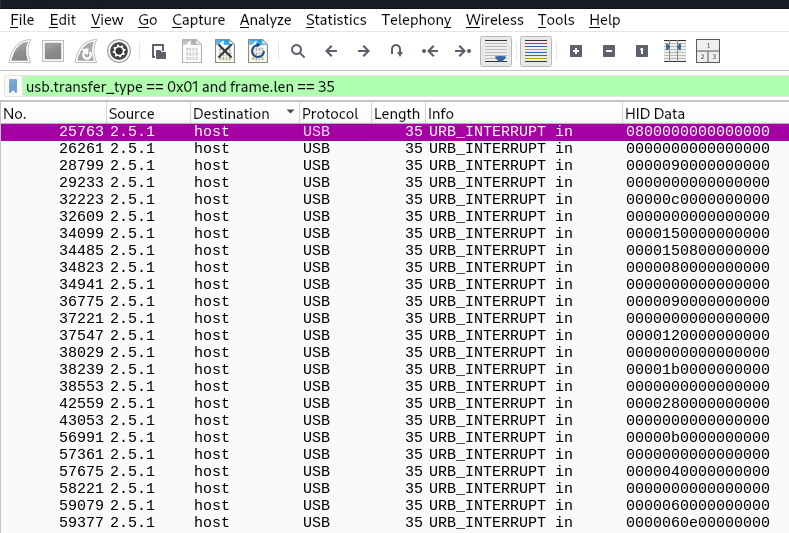 File Edit View Go Capture Analyze Statistics Telephony Wireless Tools Help
usb.transfer_type == 0x01 and frame.len == 35
No. Source Destination Protocol Length Info HID Data
25763 2.5.1 host USB 35 URB_INTERRUPT in 0800000000000000
26261 2.5.1 host USB 35 URB_INTERRUPT in 0000000000000000
28799 2.5.1 host USB 35 URB_INTERRUPT in 0000090000000000
29233 2.5.1 host USB 35 URB_INTERRUPT in 0000000000000000
32223 2.5.1 host USB 35 URB_INTERRUPT in 00000c0000000000
32609 2.5.1 host USB 35 URB_INTERRUPT in 0000000000000000
34099 2.5.1 host USB 35 URB_INTERRUPT in 0000150000000000
34485 2.5.1 host USB 35 URB_INTERRUPT in 0000150800000000
34823 2.5.1 host USB 35 URB_INTERRUPT in 0000080000000000
34941 2.5.1 host USB 35 URB_INTERRUPT in 0000000000000000
36775 2.5.1 host USB 35 URB_INTERRUPT in 0000090000000000
37221 2.5.1 host USB 35 URB_INTERRUPT in 0000000000000000
37547 2.5.1 host USB 35 URB_INTERRUPT in 0000120000000000
38029 2.5.1 host USB 35 URB_INTERRUPT in 0000000000000000
38239 2.5.1 host USB 35 URB_INTERRUPT in 00001b0000000000
38553 2.5.1 host USB 35 URB_INTERRUPT in 0000000000000000
42559 2.5.1 host USB 35 URB_INTERRUPT in 0000280000000000
43053 2.5.1 host USB 35 URB_INTERRUPT in 0000000000000000
56991 2.5.1 host USB 35 URB_INTERRUPT in 00000b0000000000
57361 2.5.1 host USB 35 URB_INTERRUPT in 0000000000000000
57675 2.5.1 host USB 35 URB_INTERRUPT in 0000040000000000
58221 2.5.1 host USB 35 URB_INTERRUPT in 0000000000000000
59079 2.5.1 host USB 35 URB_INTERRUPT in 0000060000000000
59377 2.5.1 host USB 35 URB_INTERRUPT in 0000060e00000000